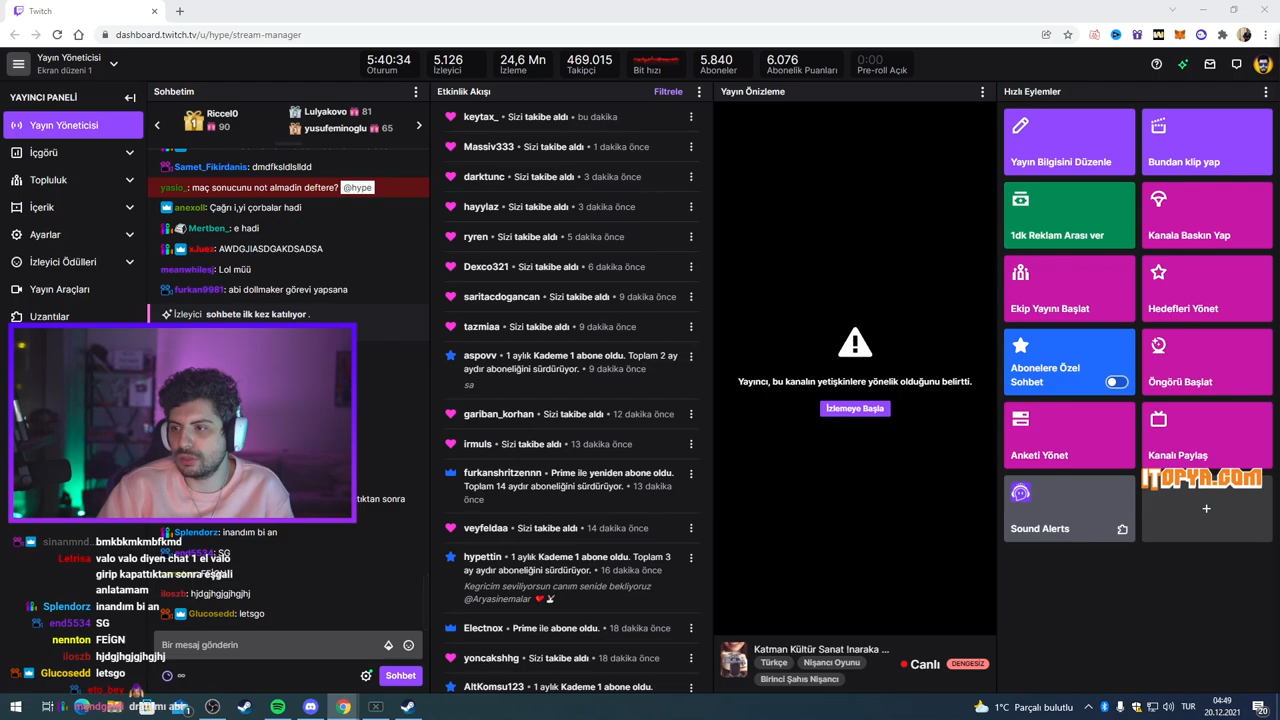 Twitch
dashboard.twitch.tv/u/hype/stream-manager
Yayın Yöneticisi
Ekran düzeni 1
5:40:34
Oturum
5.126
İzleyici
24,6 Mn
İzleme
469.015
Takipçi
Bit hızı
5.840
Aboneler
6.076
Abonelik Puanları
0:00
Pre-roll Açık
YAYINCI PANELİ
Yayın Yöneticisi
İçgörü
Topluluk
İçerik
Ayarlar
İzleyici Ödülleri
Yayın Araçları
Uzantılar
Sohbetim
1
Riccel0
90
Lulyakovo 81
yusufeminoglu 65
Samet_Fikirdanis: dmdfksldlslldd
yasio_: maç sonucunu not almadin deftere? @hype
anexoll: Çağrı i,yi çorbalar hadi
Mertben_: e hadi
xJuez: AWDGJIASDGAKDSADSA
meanwhilesj: Lol müü
furkan9981: abi dollmaker görevi yapsana
İzleyici sohbete ilk kez katılıyor .
ıktan sonra
Splendorz: inandım bi an
end5534: SG
iloszb: hjdgjhgjgjhgjhj
Glucosedd: letsgo
Bir mesaj gönderin
∞
Sohbet
sinanmnd.. bmkbkmkmbfkmd
Letrisa: valo valo diyen chat 1 el valo
girip kapattıktan sonra eşgali
anlatamam
Splendorz inandım bi an
end5534: SG
nennton FEİGN
iloszb hjdgjhgjgjhgjhj
Glucosedd letsgo
Etkinlik Akışı
Filtrele
keytax_ • Sizi takibe aldı • bu dakika
Massiv333 • Sizi takibe aldı • 1 dakika önce
darktunc • Sizi takibe aldı • 3 dakika önce
hayylaz • Sizi takibe aldı • 3 dakika önce
ryren • Sizi takibe aldı • 5 dakika önce
Dexco321 • Sizi takibe aldı • 6 dakika önce
saritacdogancan • Sizi takibe aldı • 9 dakika önce
tazmiaa • Sizi takibe aldı • 9 dakika önce
aspovv • 1 aylık Kademe 1 abone oldu. Toplam 2 ay
aydır aboneliğini sürdürüyor. • 9 dakika önce
sa
gariban_korhan • Sizi takibe aldı • 12 dakika önce
irmuls • Sizi takibe aldı • 13 dakika önce
furkanshritzennn • Prime ile yeniden abone oldu.
Toplam 14 aydır aboneliğini sürdürüyor. • 13 dakika
önce
veyfeldaa • Sizi takibe aldı • 14 dakika önce
hypettin • 1 aylık Kademe 1 abone oldu. Toplam 3
ay aydır aboneliğini sürdürüyor. • 16 dakika önce
Kegricim seviliyorsun canım senide bekliyoruz
@Aryasinemalar
Electnox • Prime ile abone oldu. • 18 dakika önce
yoncakshhg • Sizi takibe aldı • 18 dakika önce
AltKomsu123 • 1 aylık Kademe 1 abone oldu.
Yayın Önizleme
Yayıncı, bu kanalın yetişkinlere yönelik olduğunu belirtti.
İzlemeye Başla
Katman Kültür Sanat !naraka ...
Türkçe
Nişancı Oyunu
Birinci Şahıs Nişancı
Canlı
DENGESİZ
Hızlı Eylemler
Yayın Bilgisini Düzenle
Bundan klip yap
1dk Reklam Arası ver
Kanala Baskın Yap
Ekip Yayını Başlat
Hedefleri Yönet
Abonelere Özel
Sohbet
Öngörü Başlat
Anketi Yönet
Kanalı Paylaş
ITOPYA.COM
Sound Alerts
1°C Parçalı bulutlu
TUR
04:49
20.12.2021
20